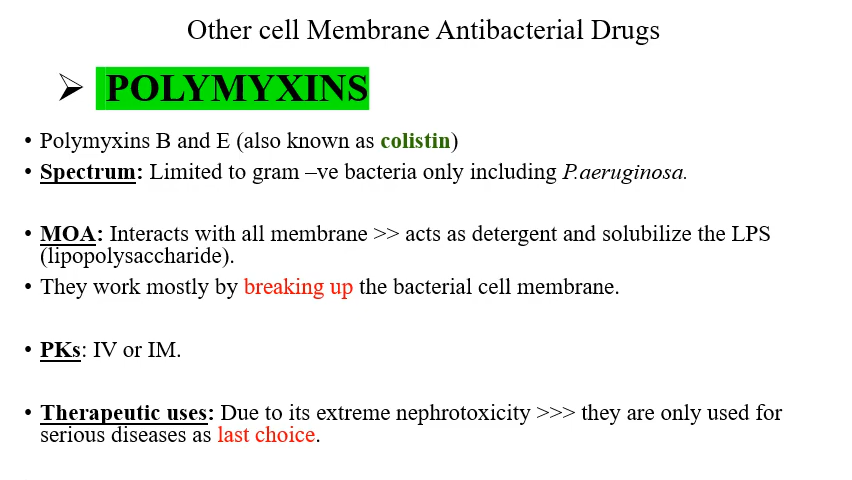 Other cell Membrane Antibacterial Drugs
➢ POLYMYXINS
• Polymyxins B and E (also known as colistin)
• Spectrum: Limited to gram –ve bacteria only including P.aeruginosa.
• MOA: Interacts with all membrane >> acts as detergent and solubilize the LPS
(lipopolysaccharide).
• They work mostly by breaking up the bacterial cell membrane.
• PKs: IV or IM.
• Therapeutic uses: Due to its extreme nephrotoxicity >>> they are only used for
serious diseases as last choice.